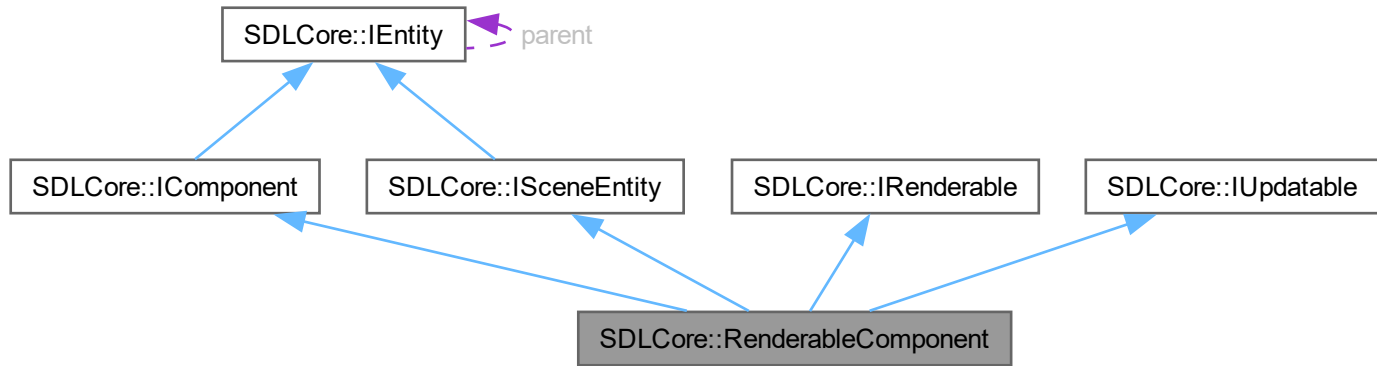 SDLCore::IEntity
parent
SDLCore::IComponent
SDLCore::ISceneEntity
SDLCore::IRenderable
SDLCore::IUpdatable
SDLCore::RenderableComponent